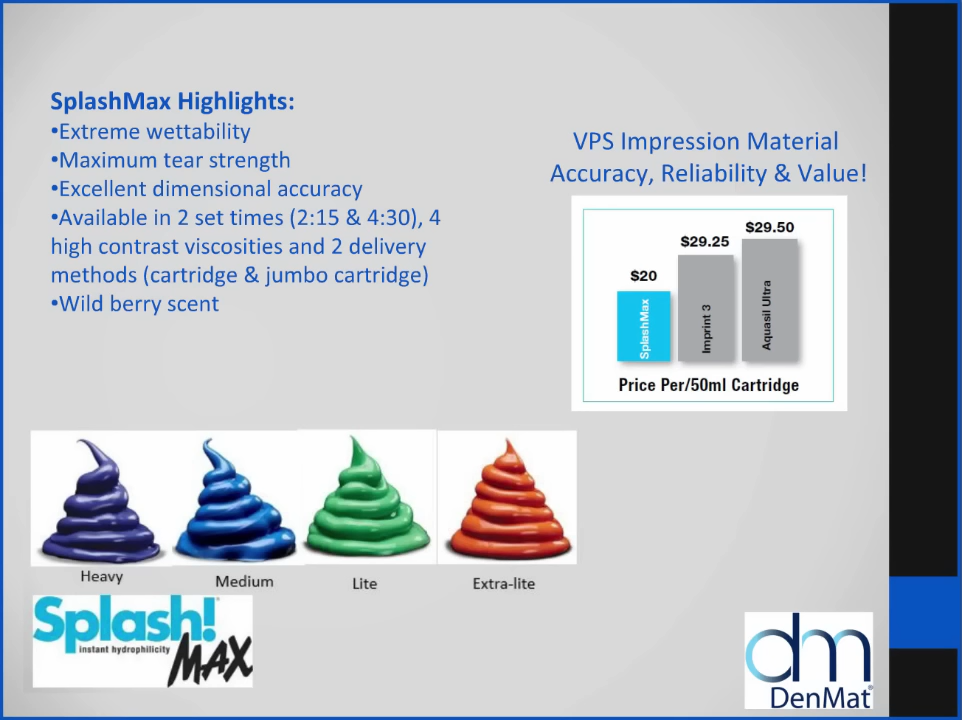 SplashMax Highlights:
•Extreme wettability
•Maximum tear strength
•Excellent dimensional accuracy
•Available in 2 set times (2:15 & 4:30), 4
high contrast viscosities and 2 delivery
methods (cartridge & jumbo cartridge)
•Wild berry scent
VPS Impression Material
Accuracy, Reliability & Value!
$20
$29.25
$29.50
SplashMax
Imprint 3
Aquasil Ultra
Price Per/50ml Cartridge
Heavy
Medium
Lite
Extra-lite
Splash!
instant hydrophilicity
MAX
dm
DenMat®